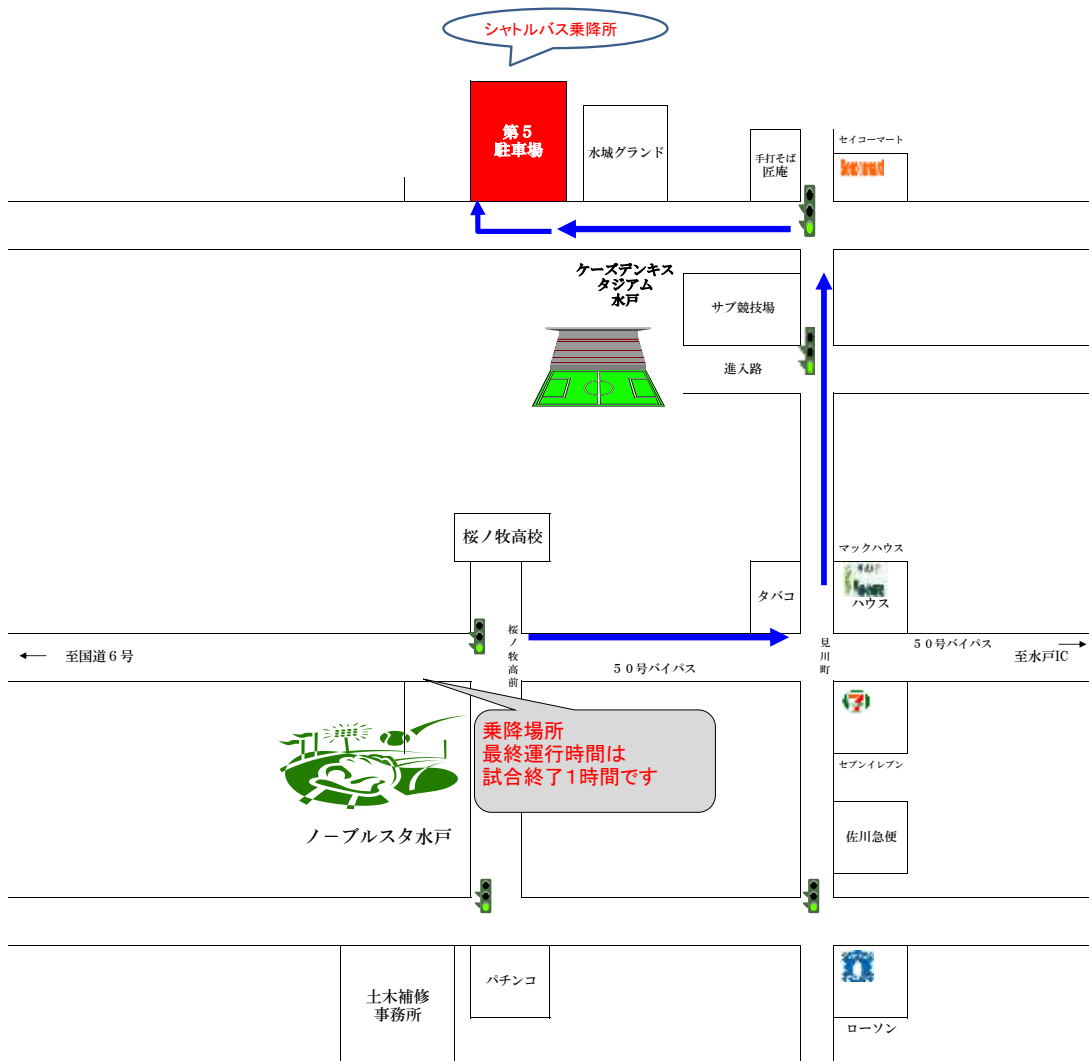 シャトルバス乗降所
第５
駐車場
水城グランド
手打そば
匠庵
セイコーマート
ケーズデンキス
タジアム
水戸
サブ競技場
進入路
桜ノ牧高校
マックハウス
タバコ
ハウス
桜ノ牧高前
見川町
５０号バイパス
至国道６号
５０号バイパス
至水戸IC
乗降場所
最終運行時間は
試合終了１時間です
セブンイレブン
ノーブルスタ水戸
佐川急便
パチンコ
土木補修
事務所
ローソン